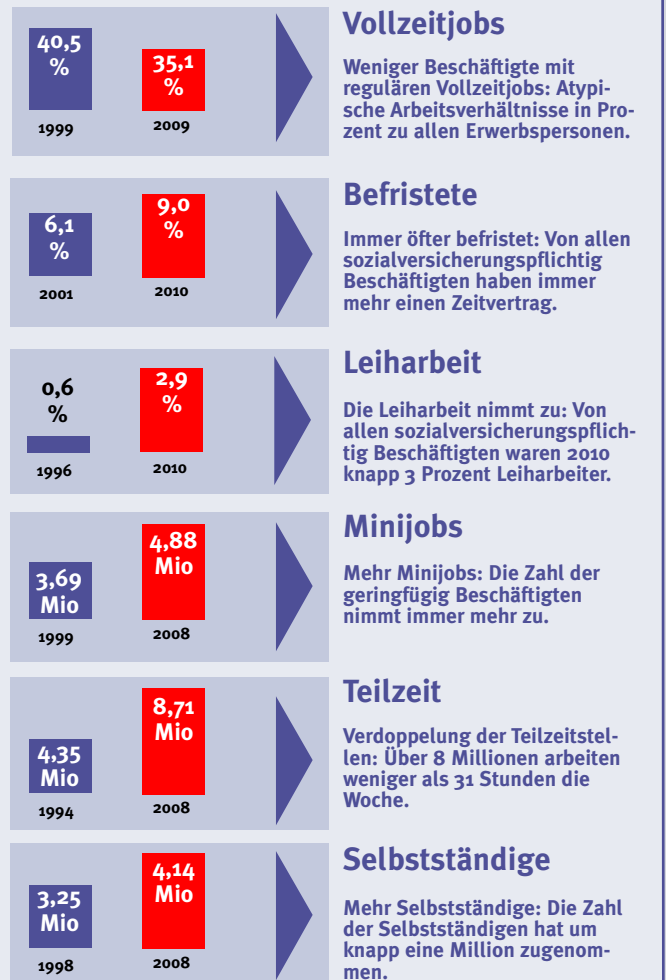 40,5
%
1999
35,1
%
2009
Vollzeitjobs
Weniger Beschäftigte mit
regulären Vollzeitjobs: Atypi-
sche Arbeitsverhältnisse in Pro-
zent zu allen Erwerbspersonen.
6,1
%
2001
9,0
%
2010
Befristete
Immer öfter befristet: Von allen
sozialversicherungspflichtig
Beschäftigten haben immer
mehr einen Zeitvertrag.
0,6
%
1996
2,9
%
2010
Leiharbeit
Die Leiharbeit nimmt zu: Von
allen sozialversicherungspflich-
tig Beschäftigten waren 2010
knapp 3 Prozent Leiharbeiter.
3,69
Mio
1999
4,88
Mio
2008
Minijobs
Mehr Minijobs: Die Zahl der
geringfügig Beschäftigten
nimmt immer mehr zu.
4,35
Mio
1994
8,71
Mio
2008
Teilzeit
Verdoppelung der Teilzeitstel-
len: Über 8 Millionen arbeiten
weniger als 31 Stunden die
Woche.
3,25
Mio
1998
4,14
Mio
2008
Selbstständige
Mehr Selbstständige: Die Zahl
der Selbstständigen hat um
knapp eine Million zugenom-
men.